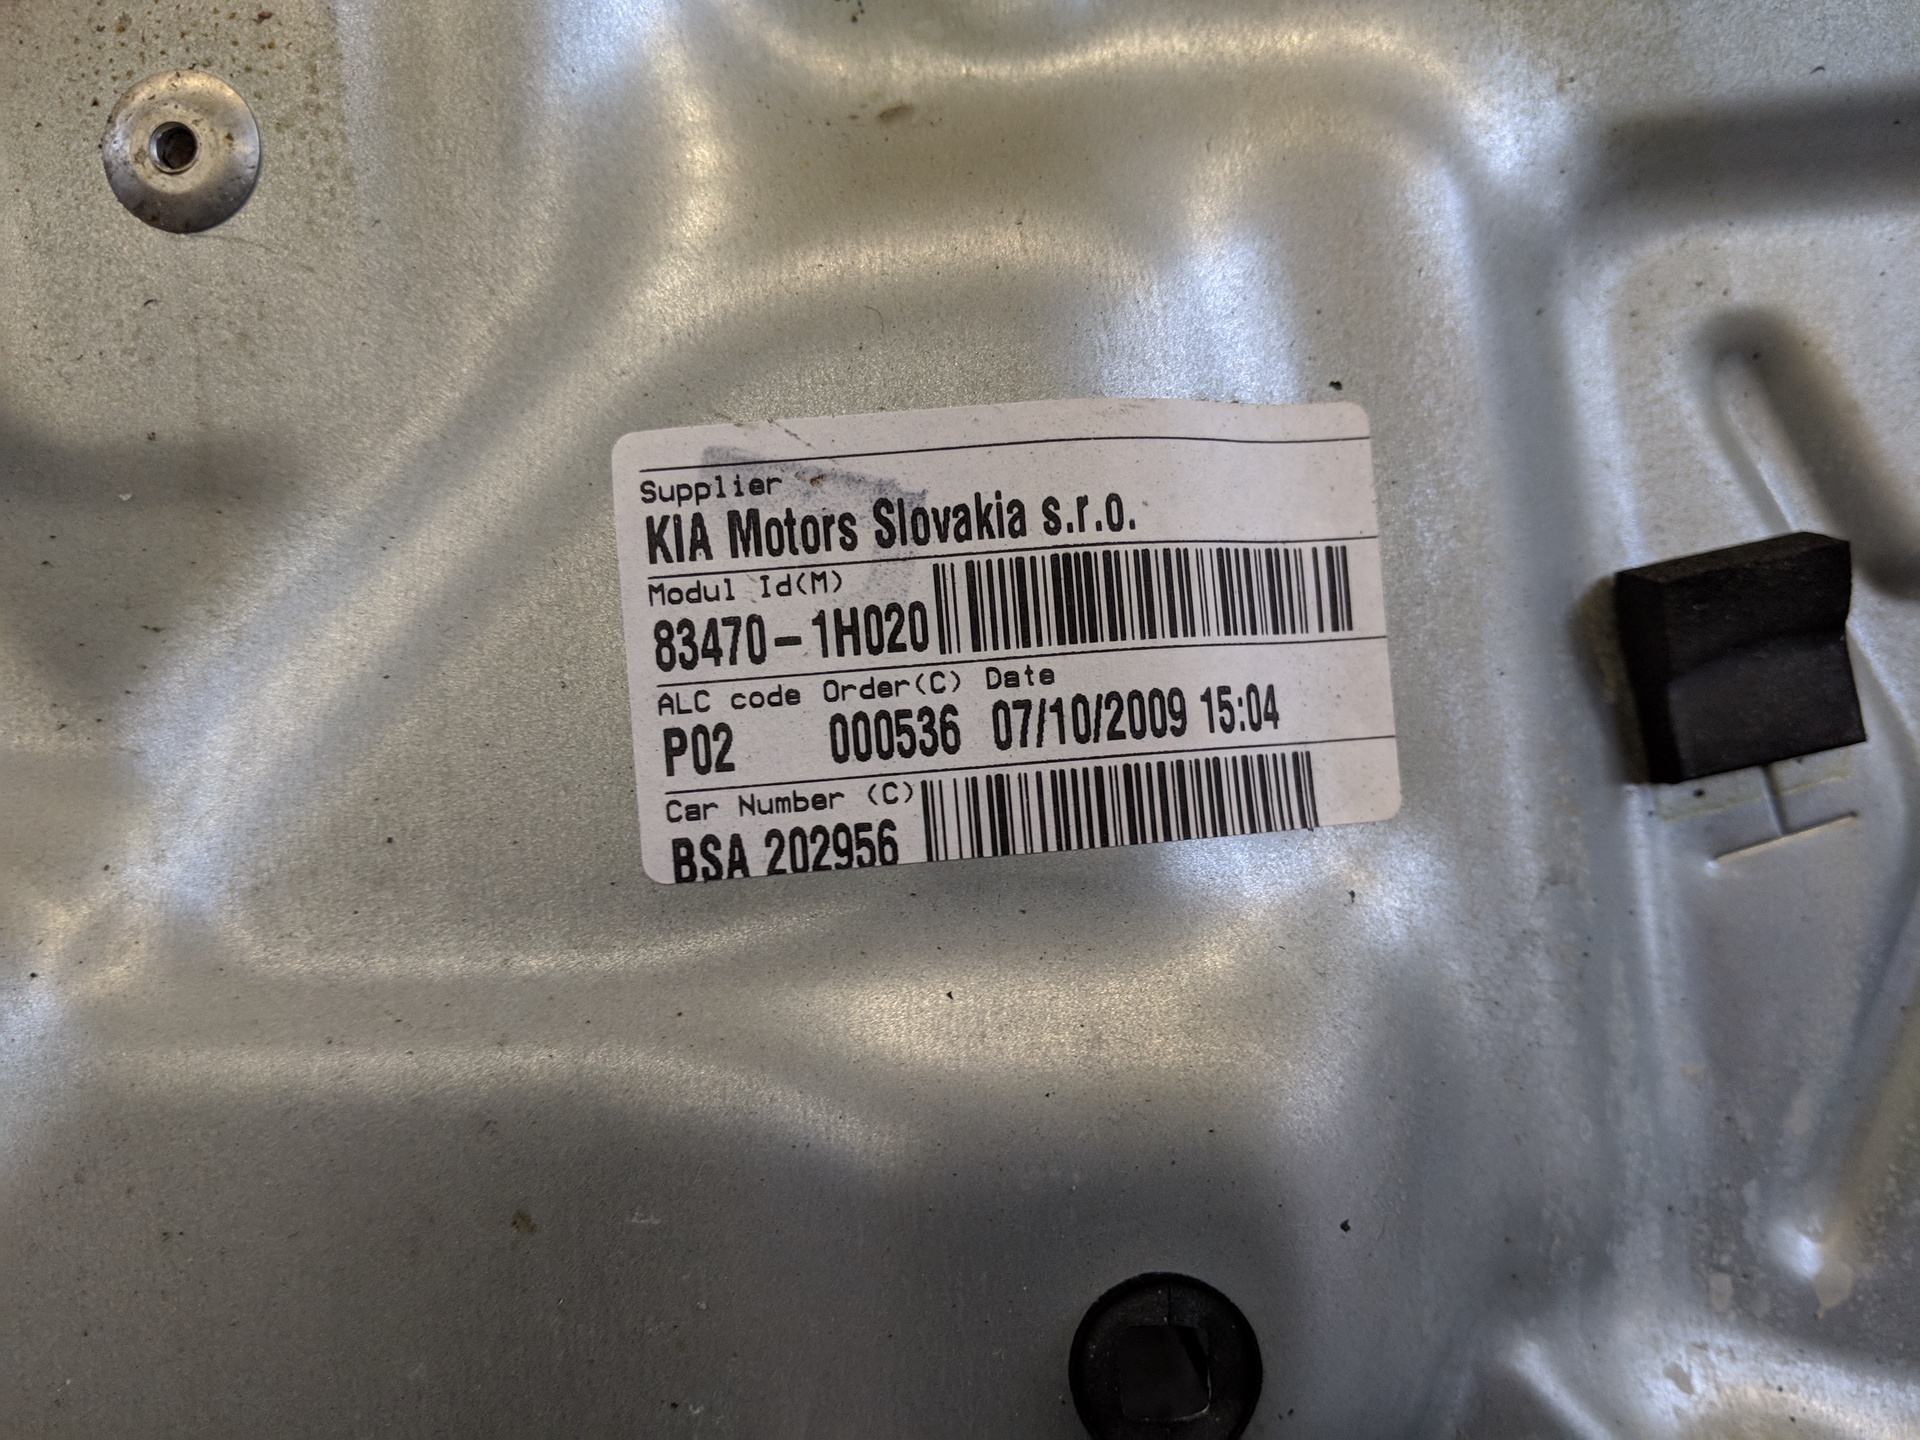 Supplier
KIA Motors Slovakia s.r.o.
Modul Id(M)
83470-1H020
ALC code Order(C) Date
P02 000536 07/10/2009 15:04
Car Number (C)
BSA 202956